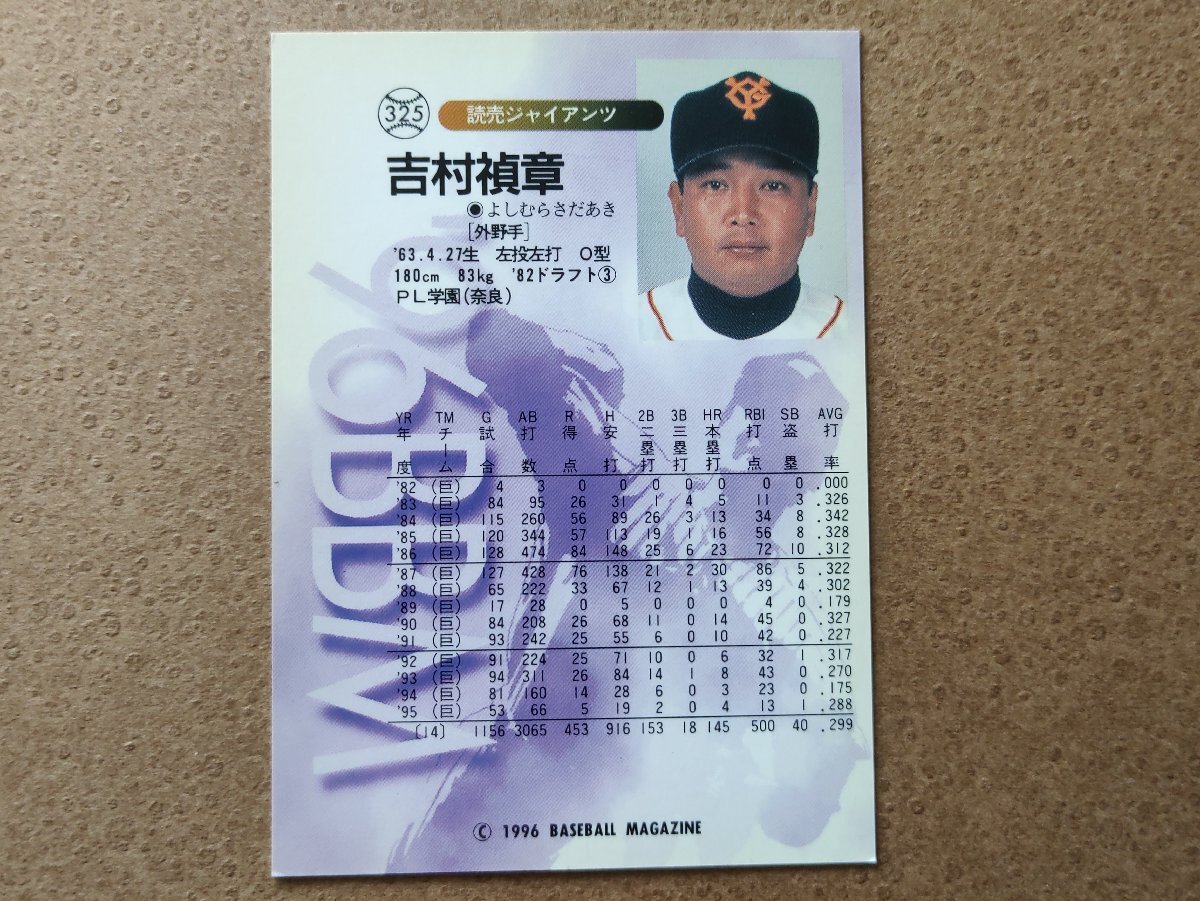 325 読売ジャイアンツ
吉村禎章
◉よしむらさだあき
[外野手]
'63.4.27生 左投左打 O型
180cm 83kg '82ドラフト③
PL学園(奈良)
'96BBM
YR TM G AB R H 2B 3B HR RBI SB AVG
年度 チーム 試合 打数 得点 安打 二塁打 三塁打 本塁打 打点 盗塁 打率
'82 (巨) 4 3 0 0 0 0 0 0 0 .000
'83 (巨) 84 95 26 31 1 4 5 11 3 .326
'84 (巨) 115 260 56 89 26 3 13 34 8 .342
'85 (巨) 120 344 57 113 19 1 16 56 8 .328
'86 (巨) 128 474 84 148 25 6 23 72 10 .312
'87 (巨) 127 428 76 138 21 2 30 86 5 .322
'88 (巨) 65 222 33 67 12 1 13 39 4 .302
'89 (巨) 17 28 0 5 0 0 0 4 0 .179
'90 (巨) 84 208 26 68 11 0 14 45 0 .327
'91 (巨) 93 242 25 55 6 0 10 42 0 .227
'92 (巨) 91 224 25 71 10 0 6 32 1 .317
'93 (巨) 94 311 26 84 14 1 8 43 0 .270
'94 (巨) 81 160 14 28 6 0 3 23 0 .175
'95 (巨) 53 66 5 19 2 0 4 13 1 .288
[14] 1156 3065 453 916 153 18 145 500 40 .299
© 1996 BASEBALL MAGAZINE